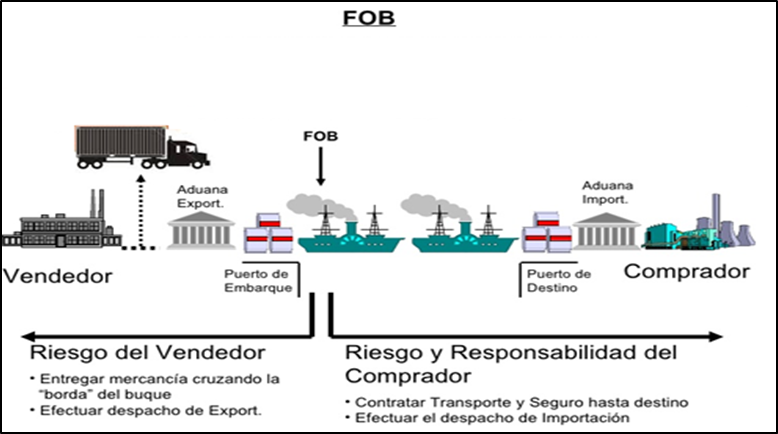 FOB
FOB
Aduana
Export.
Aduana
Import.
Vendedor
Puerto de
Embarque
Puerto de
Destino
Comprador
Riesgo del Vendedor
• Entregar mercancía cruzando la
“borda” del buque
• Efectuar despacho de Export.
Riesgo y Responsabilidad del
Comprador
• Contratar Transporte y Seguro hasta destino
• Efectuar el despacho de Importación